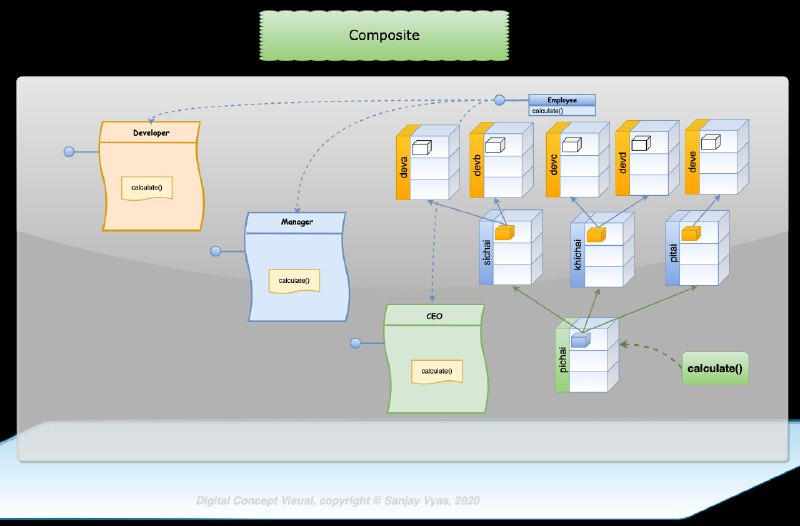 Composite
Employee
calculate()
Developer
calculate()
Manager
calculate()
CEO
calculate()
deva
devb
devc
devd
deve
sichai
khichai
pitai
pichai
calculate()
Digital Concept Visual, copyright © Sanjay Vyas, 2020